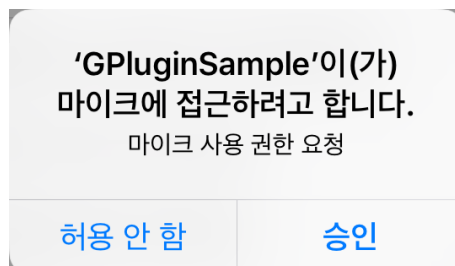 ‘GPluginSample’이(가)
마이크에 접근하려고 합니다.
마이크 사용 권한 요청
허용 안 함
승인